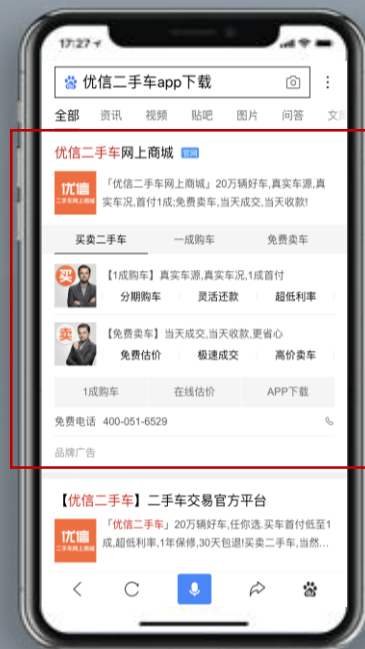 17:27
优信二手车app下载
全部 资讯 视频 贴吧 图片 问答 文库
优信二手车网上商城 官网
优信
二手车网上商城
「优信二手车网上商城」20万辆好车,真实车源,真
实车况,首付1成;免费卖车,当天成交,当天收款!
买卖二手车 一成购车 免费卖车
买
【1成购车】真实车源,真实车况,1成首付
分期购车 灵活还款 超低利率
卖
【免费卖车】当天成交,当天收款,更省心
免费估价 极速成交 高价卖车
1成购车 在线估价 APP下载
免费电话 400-051-6529
品牌广告
【优信二手车】二手车交易官方平台
优信
二手车网上商城
「优信二手车」20万辆好车,任你选.买车首付低至1
成,超低利率,1年保修,30天包退!买卖二手车,当然...